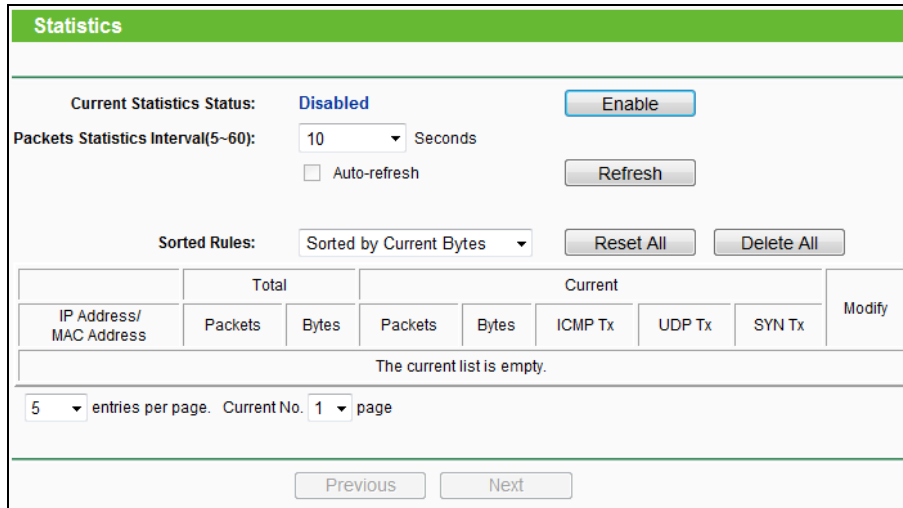 Statistics
Current Statistics Status: Disabled Enable
Packets Statistics Interval(5~60): 10 Seconds
Auto-refresh Refresh
Sorted Rules: Sorted by Current Bytes Reset All Delete All
Total Current Modify
IP Address/
MAC Address Packets Bytes Packets Bytes ICMP Tx UDP Tx SYN Tx
The current list is empty.
5 entries per page. Current No. 1 page
Previous Next